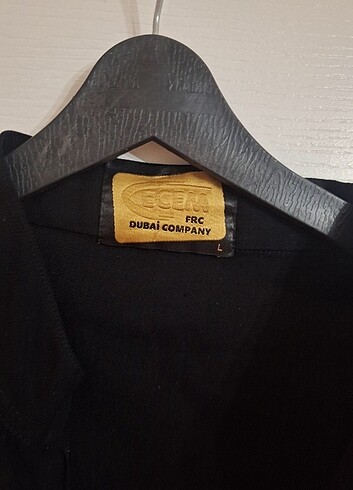 ECEM
FRC
DUBAİ COMPANY
L